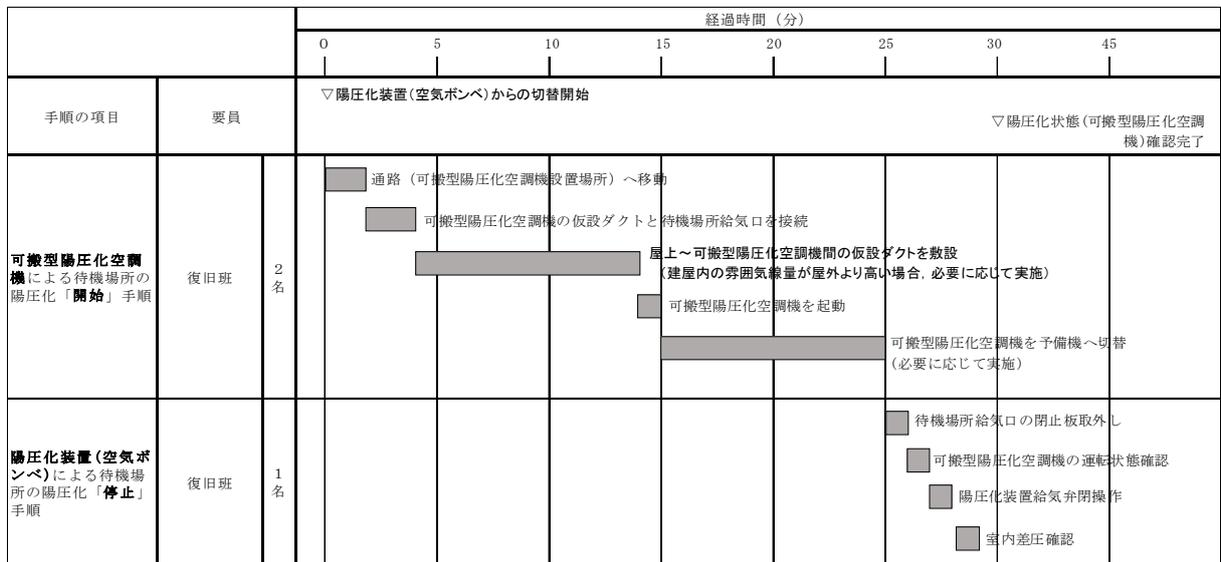 経過時間（分）
0 5 10 15 20 25 30 45
手順の項目
要員
▽陽圧化装置(空気ボンベ)からの切替開始
▽陽圧化状態(可搬型陽圧化空調
機)確認完了
可搬型陽圧化空調
機による待機場所の
陽圧化「開始」手順
復旧班
2
名
通路（可搬型陽圧化空調機設置場所）へ移動
可搬型陽圧化空調機の仮設ダクトと待機場所給気口を接続
屋上～可搬型陽圧化空調機間の仮設ダクトを敷設
（建屋内の雰囲気線量が屋外より高い場合，必要に応じて実施）
可搬型陽圧化空調機を起動
可搬型陽圧化空調機を予備機へ切替
(必要に応じて実施)
陽圧化装置(空気ボ
ンベ)による待機場
所の陽圧化「停止」
手順
復旧班
1
名
待機場所給気口の閉止板取外し
可搬型陽圧化空調機の運転状態確認
陽圧化装置給気弁閉操作
室内差圧確認